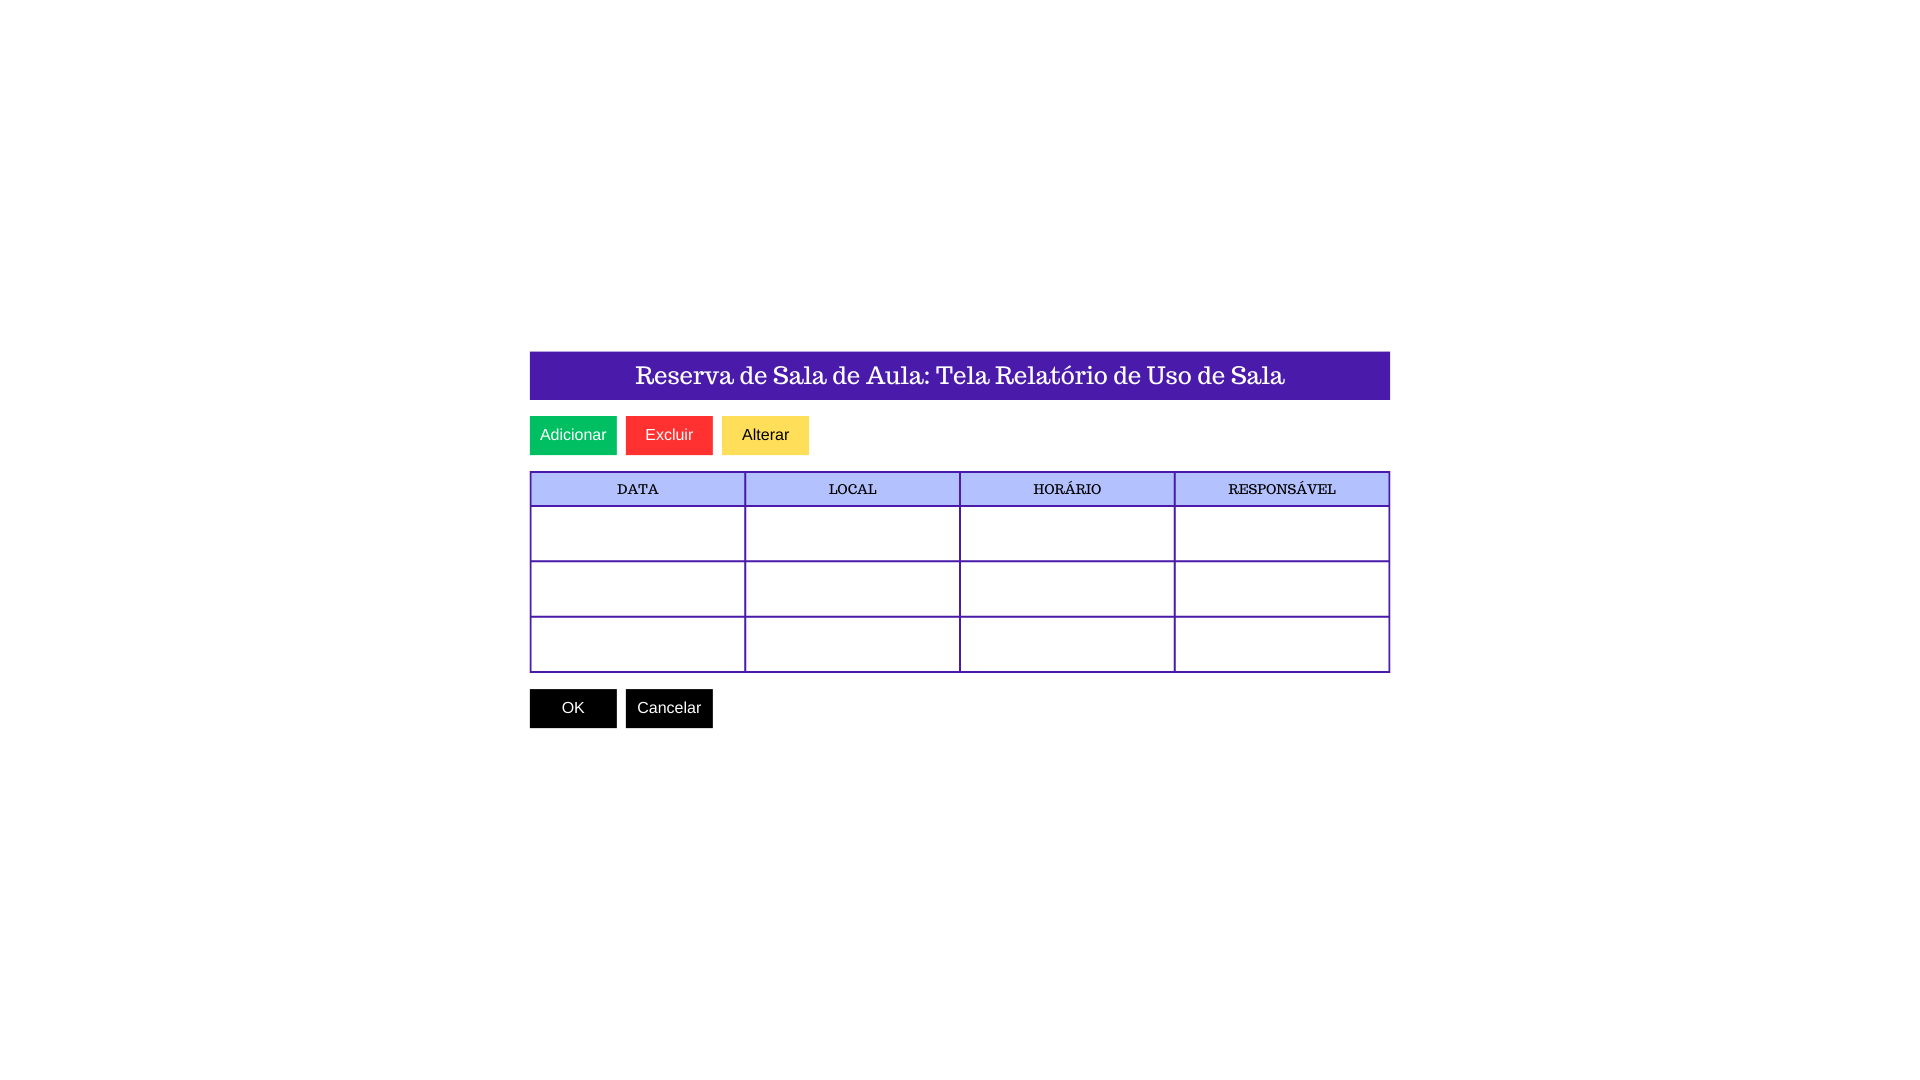 Reserva de Sala de Aula: Tela Relatório de Uso de Sala
Adicionar Excluir Alterar
DATA LOCAL HORÁRIO RESPONSÁVEL
OK Cancelar